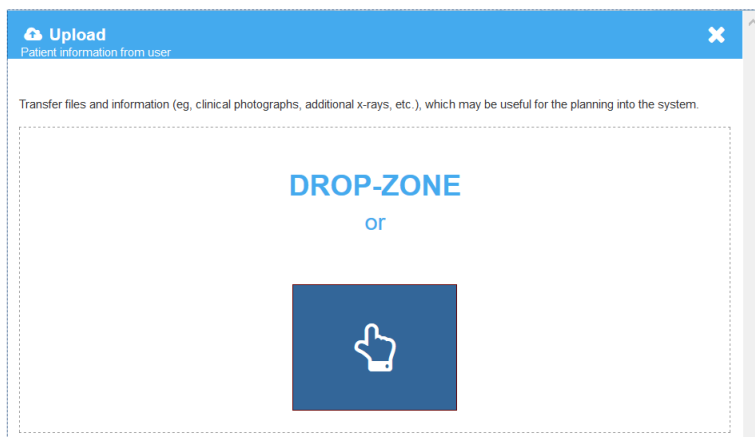 Upload
Patient information from user
Transfer files and information (eg, clinical photographs, additional x-rays, etc.), which may be useful for the planning into the system.
DROP-ZONE
or